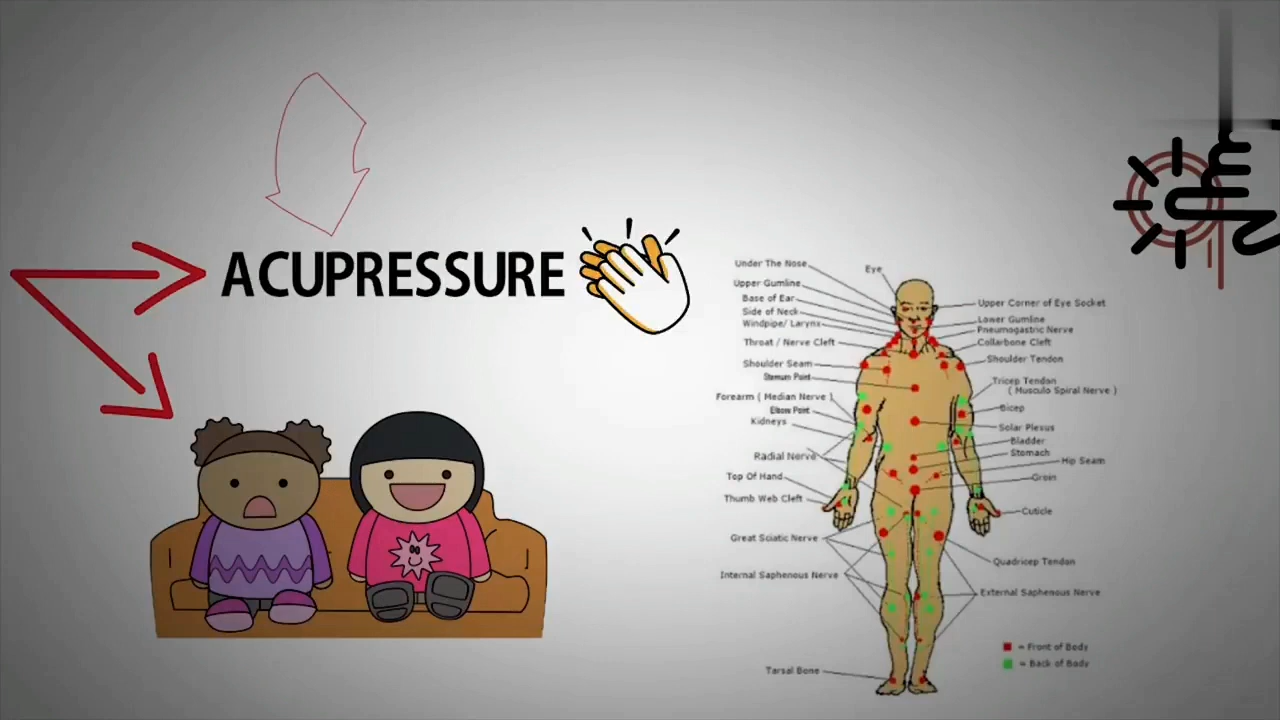 ACUPRESSURE
Under The Nose
Upper Gumline
Base of Ear
Side of Neck
Windpipe/ Larynx
Throat / Nerve Cleft
Shoulder Seam
Sternum Point
Forearm ( Median Nerve )
Elbow Point
Kidneys
Radial Nerve
Top Of Hand
Thumb Web Cleft
Great Sciatic Nerve
Internal Saphenous Nerve
Tarsal Bone
Eye
Upper Corner of Eye Socket
Lower Gumline
Pneumogastric Nerve
Collarbone Cleft
Shoulder Tendon
Tricep Tendon
( Musculo Spiral Nerve )
Bicep
Solar Plexus
Bladder
Stomach
Hip Seam
Groin
Cuticle
Quadricep Tendon
External Saphenous Nerve
= Front of Body
= Back of Body